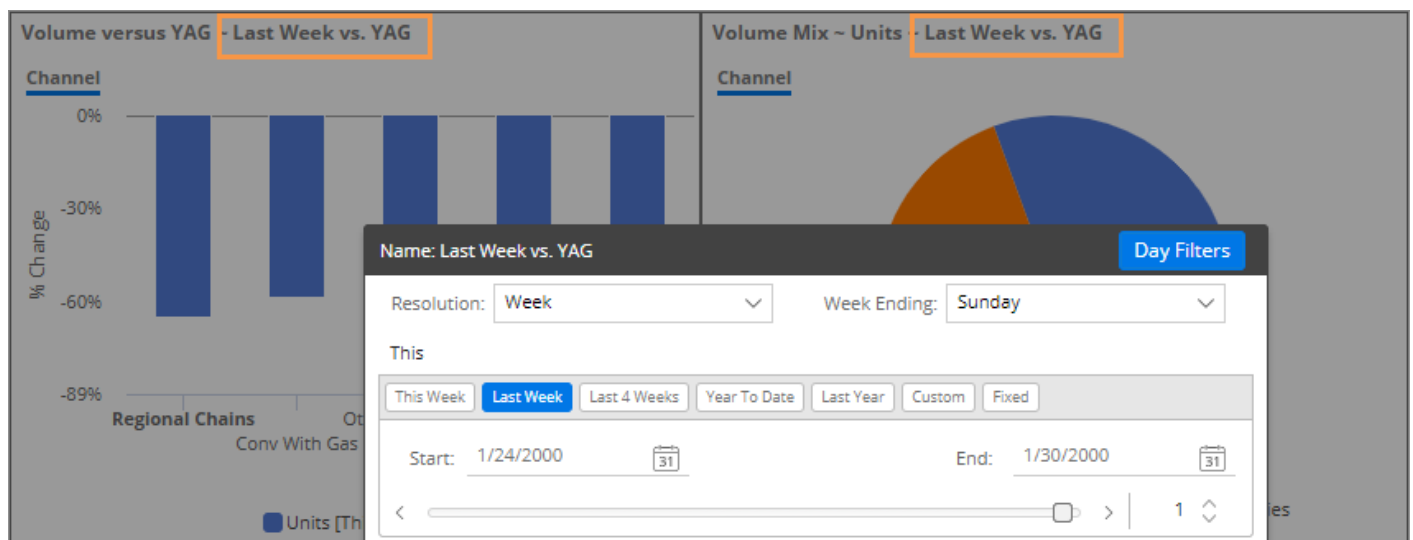 Volume versus YAG ~ Last Week vs. YAG
Volume Mix ~ Units ~ Last Week vs. YAG
Channel
Channel
0%
-30%
-60%
-89%
% Change
Regional Chains
Conv With Gas
Units [Th
Name: Last Week vs. YAG
Day Filters
Resolution: Week
Week Ending: Sunday
This
This Week Last Week Last 4 Weeks Year To Date Last Year Custom Fixed
Start: 1/24/2000 31
End: 1/30/2000 31
< > 1